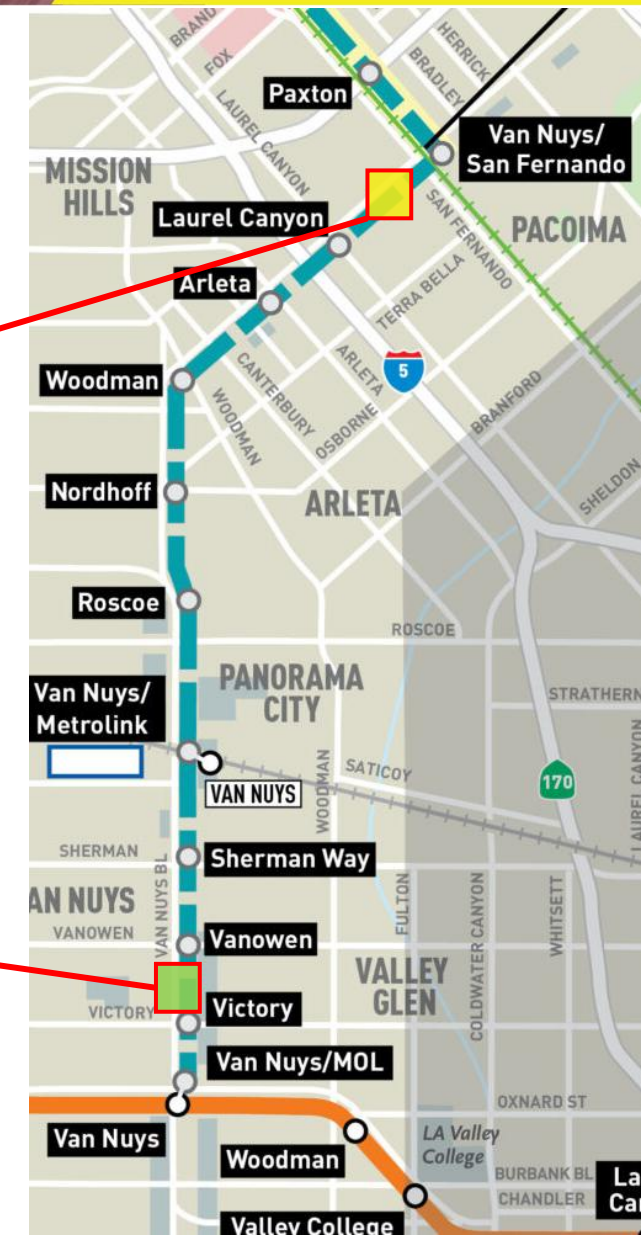 BRAND
FOX
HERRICK
BRADLEY
Paxton
LAUREL CANYON
Van Nuys/
San Fernando
MISSION
HILLS
Laurel Canyon
SAN FERNANDO
PACOIMA
Arleta
TERRA BELLA
ARLETA
5
Woodman
CANTERBURY
WOODMAN
OSBORNE
BRANFORD
Nordhoff
ARLETA
SHELDON
Roscoe
ROSCOE
PANORAMA
CITY
Van Nuys/
Metrolink
STRATHERN
VAN NUYS
WOODMAN
SATICOY
170
LAUREL CANYON
SHERMAN
Sherman Way
VAN NUYS BL
AN NUYS
VANOWEN
Vanowen
FULTON
COLDWATER CANYON
WHITSETT
VALLEY
GLEN
VICTORY
Victory
Van Nuys/MOL
OXNARD ST
Van Nuys
Woodman
LA Valley
College
BURBANK BL
CHANDLER
La
Ca
Valley College